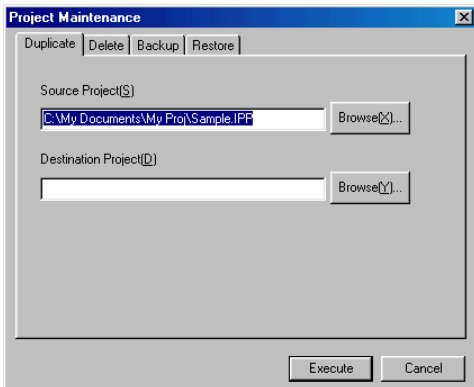 Project Maintenance
Duplicate Delete Backup Restore
Source Project(S)
C:\My Documents\My Proj\Sample.IPP Browse(X)...
Destination Project(D)
Browse(Y)...
Execute Cancel